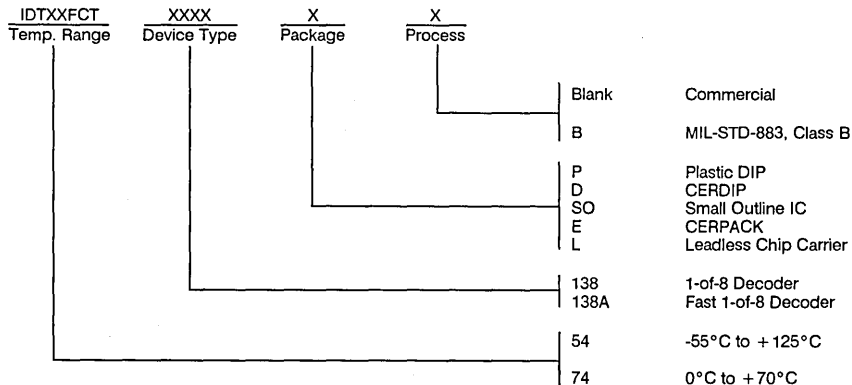 IDTXXFCT XXXX X X
Temp. Range Device Type Package Process
Blank Commercial
B MIL-STD-883, Class B
P Plastic DIP
D CERDIP
SO Small Outline IC
E CERPACK
L Leadless Chip Carrier
138 1-of-8 Decoder
138A Fast 1-of-8 Decoder
54 -55°C to +125°C
74 0°C to +70°C